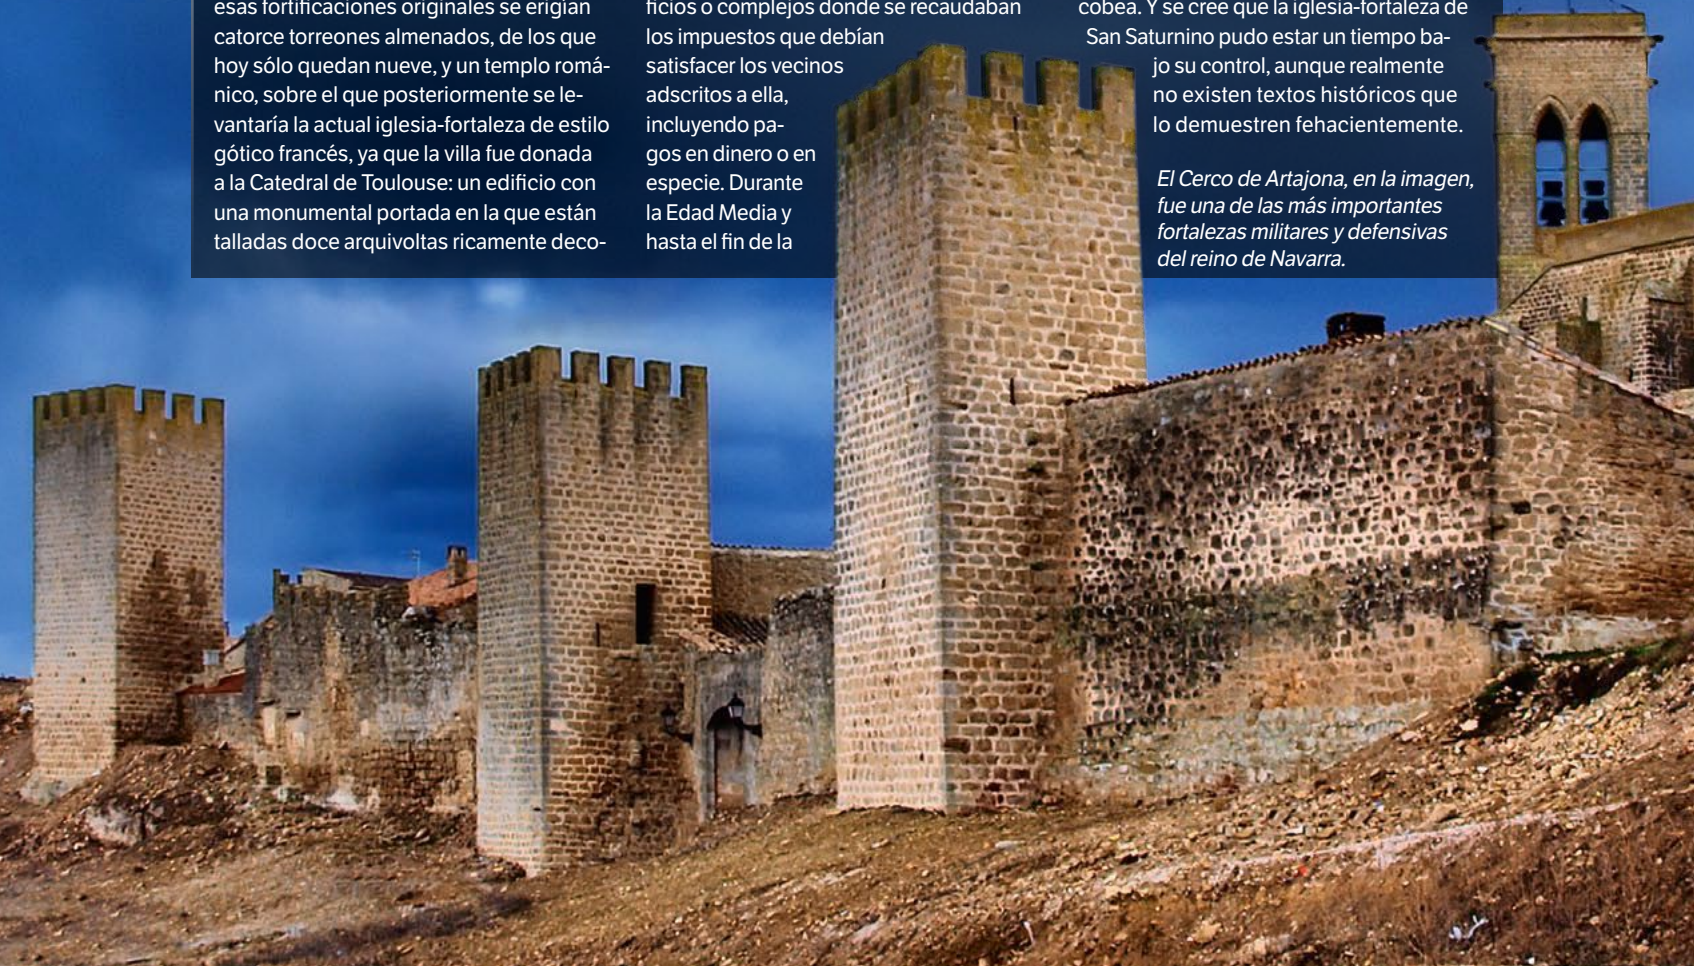 esas fortificaciones originales se erigían
catorce torreones almenados, de los que
hoy sólo quedan nueve, y un templo romá-
nico, sobre el que posteriormente se le-
vantaría la actual iglesia-fortaleza de estilo
gótico francés, ya que la villa fue donada
a la Catedral de Toulouse: un edificio con
una monumental portada en la que están
talladas doce arquivoltas ricamente deco-
ficios o complejos donde se recaudaban
los impuestos que debían
satisfacer los vecinos
adscritos a ella,
incluyendo pa-
gos en dinero o en
especie. Durante
la Edad Media y
hasta el fin de la
cobea. Y se cree que la iglesia-fortaleza de
San Saturnino pudo estar un tiempo ba-
jo su control, aunque realmente
no existen textos históricos que
lo demuestren fehacientemente.
El Cerco de Artajona, en la imagen,
fue una de las más importantes
fortalezas militares y defensivas
del reino de Navarra.